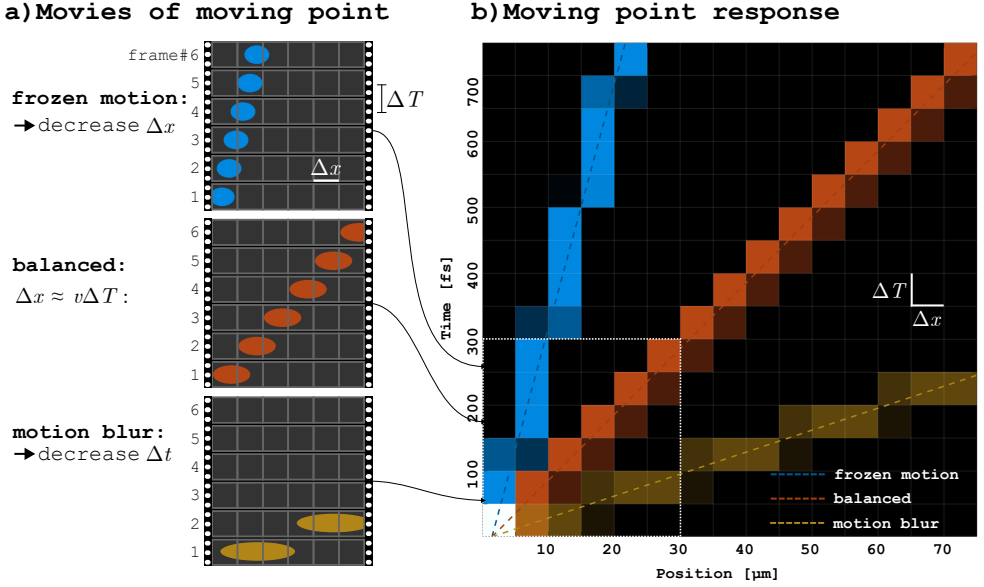 a)Movies of moving point
b)Moving point response
frame#6
5
4
3
2
1
frozen motion:
→decrease Δx
ΔT
Δx
6
5
4
3
2
1
balanced:
Δx ≈ vΔT :
6
5
4
3
2
1
motion blur:
→decrease Δt
Time [fs]
700
600
500
400
300
200
100
ΔT
Δx
frozen motion
balanced
motion blur
10 20 30 40 50 60 70
Position [µm]